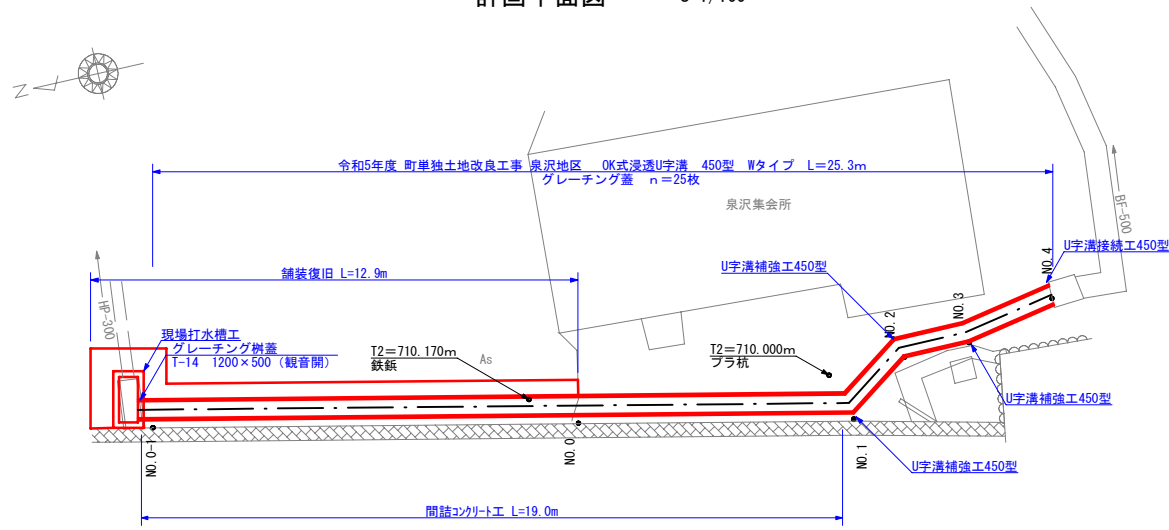 計画平面図
N
令和5年度 町単独土地改良工事 泉沢地区 OK式浸透U字溝 450型 Wタイプ L=25.3m
グレーチング蓋 n=25枚
泉沢集会所
BF-500
U字溝接続工450型
NO.4
U字溝補強工450型
舗装復旧 L=12.9m
HP-300
NO.3
NO.2
現場打水槽工
グレーチング桝蓋
T-14 1200×500 (観音開)
T2=710.170m
鉄鋲
As
T2=710.000m
プラ杭
U字溝補強工450型
NO.0-1
NO.0
NO.1
U字溝補強工450型
間詰コンクリート工 L=19.0m